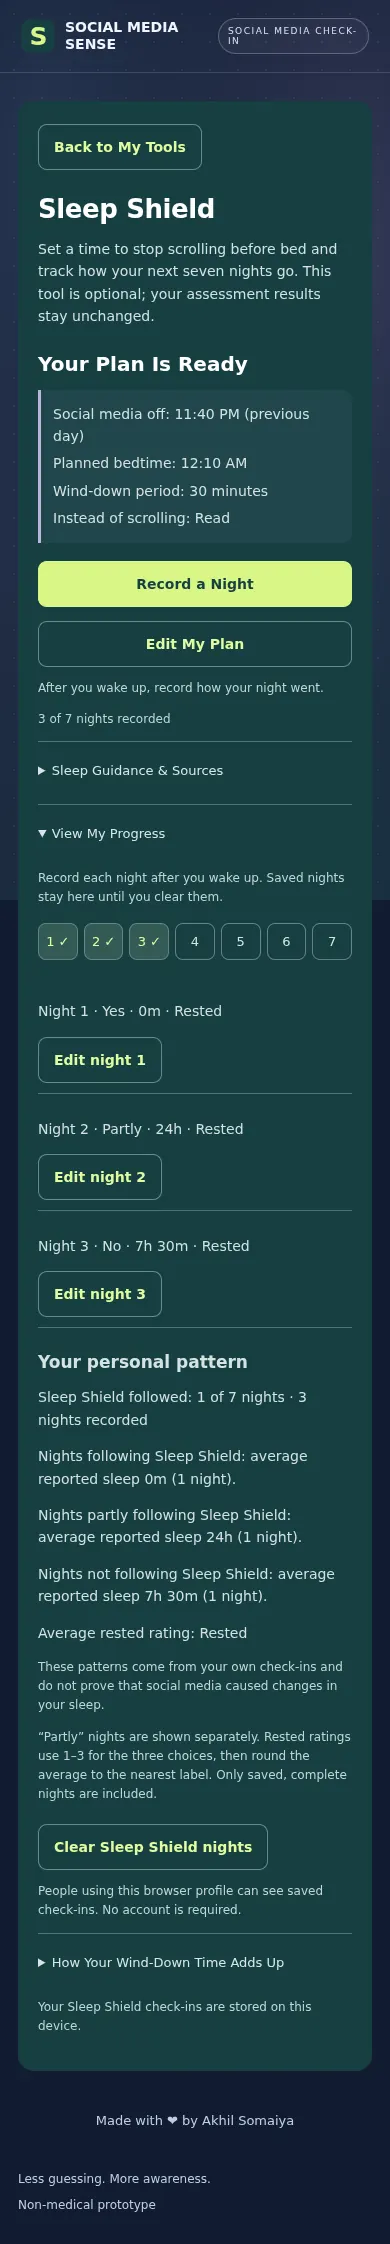 S
SOCIAL MEDIA
SENSE
SOCIAL MEDIA CHECK-
IN
Back to My Tools
Sleep Shield
Set a time to stop scrolling before bed and
track how your next seven nights go. This
tool is optional; your assessment results
stay unchanged.
Your Plan Is Ready
Social media off: 11:40 PM (previous
day)
Planned bedtime: 12:10 AM
Wind-down period: 30 minutes
Instead of scrolling: Read
Record a Night
Edit My Plan
After you wake up, record how your night went.
3 of 7 nights recorded
▶ Sleep Guidance & Sources
▼ View My Progress
Record each night after you wake up. Saved nights
stay here until you clear them.
1 ✓ 2 ✓ 3 ✓ 4 5 6 7
Night 1 · Yes · 0m · Rested
Edit night 1
Night 2 · Partly · 24h · Rested
Edit night 2
Night 3 · No · 7h 30m · Rested
Edit night 3
Your personal pattern
Sleep Shield followed: 1 of 7 nights · 3
nights recorded
Nights following Sleep Shield: average
reported sleep 0m (1 night).
Nights partly following Sleep Shield:
average reported sleep 24h (1 night).
Nights not following Sleep Shield: average
reported sleep 7h 30m (1 night).
Average rested rating: Rested
These patterns come from your own check-ins and
do not prove that social media caused changes in
your sleep.
“Partly” nights are shown separately. Rested ratings
use 1–3 for the three choices, then round the
average to the nearest label. Only saved, complete
nights are included.
Clear Sleep Shield nights
People using this browser profile can see saved
check-ins. No account is required.
▶ How Your Wind-Down Time Adds Up
Your Sleep Shield check-ins are stored on this
device.
Made with ❤ by Akhil Somaiya
Less guessing. More awareness.
Non-medical prototype